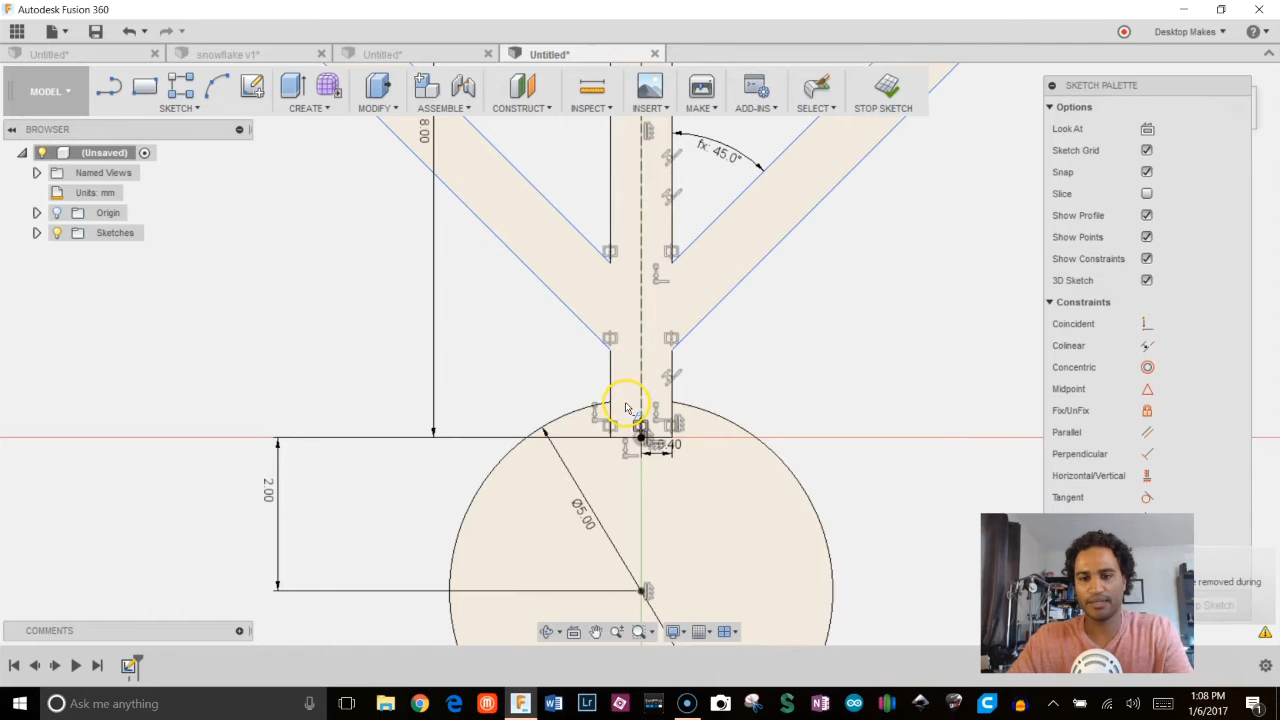 Autodesk Fusion 360
Desktop Makes
Untitled*
snowflake v1*
Untitled*
Untitled*
MODEL
SKETCH
CREATE
MODIFY
ASSEMBLE
CONSTRUCT
INSPECT
INSERT
MAKE
ADD-INS
SELECT
STOP SKETCH
BROWSER
(Unsaved)
Named Views
Units: mm
Origin
Sketches
8.00
fx: 45.0°
0.40
2.00
Ø5.00
SKETCH PALETTE
Options
Look At
Sketch Grid
Snap
Slice
Show Profile
Show Points
Show Constraints
3D Sketch
Constraints
Coincident
Colinear
Concentric
Midpoint
Fix/UnFix
Parallel
Perpendicular
Horizontal/Vertical
Tangent
be removed during
Sketch
COMMENTS
Ask me anything
1:08 PM
1/6/2017